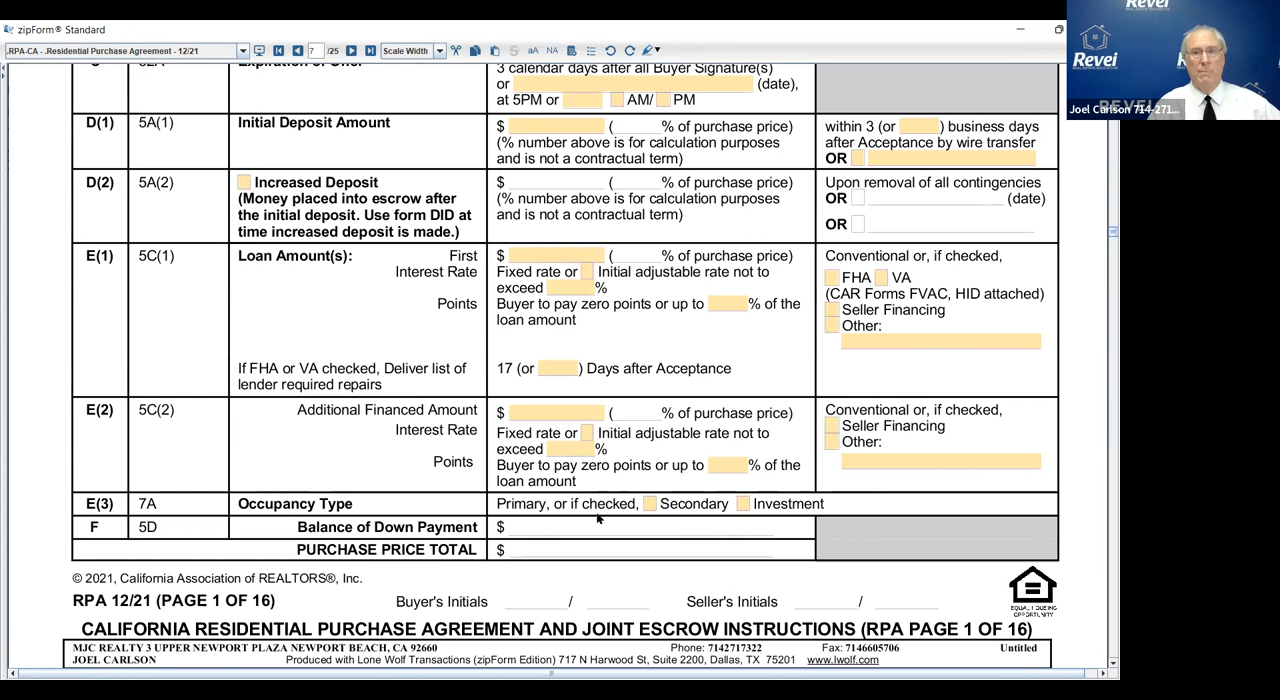 zipForm® Standard
Revei
.RPA-CA - .Residential Purchase Agreement - 12/21
7 /25
Scale Width
aA NA
Revei
Joel Carlson 714-271...
3 calendar days after all Buyer Signature(s)
or (date),
at 5PM or AM/ PM
D(1) 5A(1) Initial Deposit Amount $ ( % of purchase price) within 3 (or ) business days
(% number above is for calculation purposes after Acceptance by wire transfer
and is not a contractual term) OR
D(2) 5A(2) Increased Deposit $ ( % of purchase price) Upon removal of all contingencies
(Money placed into escrow after (% number above is for calculation purposes OR (date)
the initial deposit. Use form DID at and is not a contractual term)
time increased deposit is made.) OR
E(1) 5C(1) Loan Amount(s): First $ ( % of purchase price) Conventional or, if checked,
Interest Rate Fixed rate or Initial adjustable rate not to FHA VA
exceed % (CAR Forms FVAC, HID attached)
Points Buyer to pay zero points or up to % of the Seller Financing
loan amount Other:
If FHA or VA checked, Deliver list of 17 (or ) Days after Acceptance
lender required repairs
E(2) 5C(2) Additional Financed Amount $ ( % of purchase price) Conventional or, if checked,
Interest Rate Fixed rate or Initial adjustable rate not to Seller Financing
exceed % Other:
Points Buyer to pay zero points or up to % of the
loan amount
E(3) 7A Occupancy Type Primary, or if checked, Secondary Investment
F 5D Balance of Down Payment $
PURCHASE PRICE TOTAL $
© 2021, California Association of REALTORS®, Inc.
RPA 12/21 (PAGE 1 OF 16) Buyer's Initials / Seller's Initials /
EQUAL HOUSING
OPPORTUNITY
CALIFORNIA RESIDENTIAL PURCHASE AGREEMENT AND JOINT ESCROW INSTRUCTIONS (RPA PAGE 1 OF 16)
MJC REALTY 3 UPPER NEWPORT PLAZA NEWPORT BEACH, CA 92660 Phone: 7142717322 Fax: 7146605706 Untitled
JOEL CARLSON Produced with Lone Wolf Transactions (zipForm Edition) 717 N Harwood St, Suite 2200, Dallas, TX 75201 www.lwolf.com